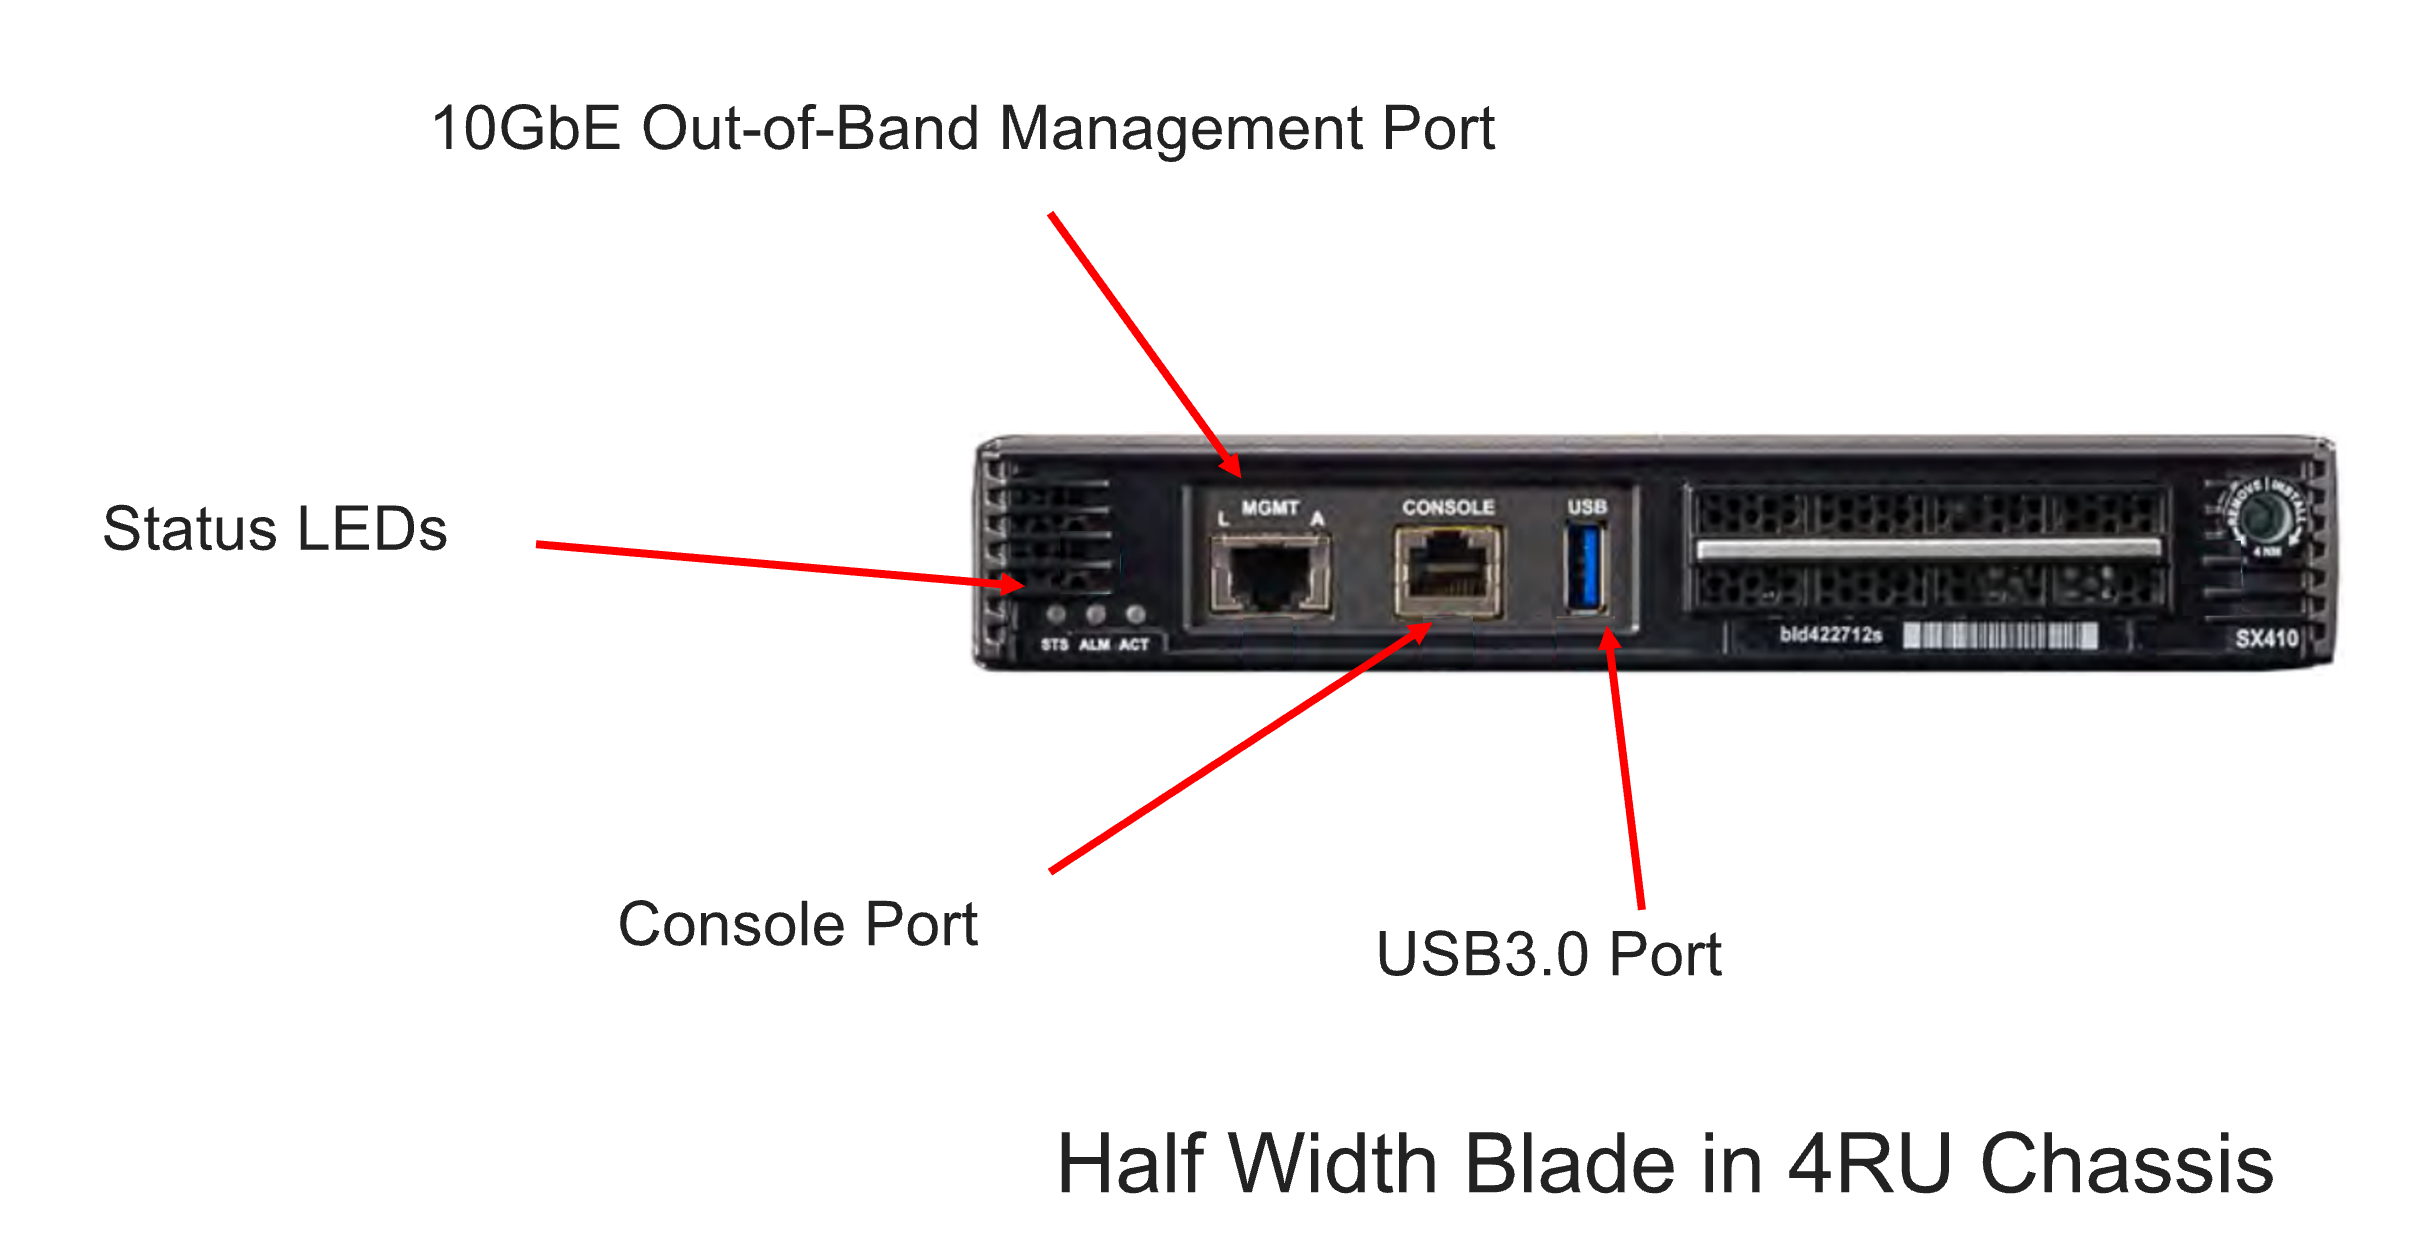 10GbE Out-of-Band Management Port
Status LEDs
L MGMT A
CONSOLE
USB
REMOVE | INSTALL
4 NM
STS ALM ACT
bld422712s
SX410
Console Port
USB3.0 Port
Half Width Blade in 4RU Chassis